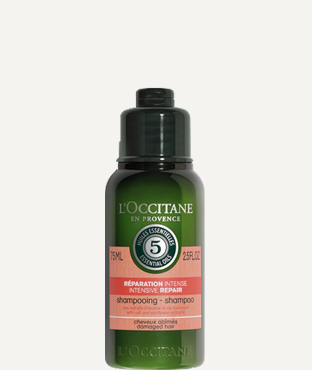 L'OCCITANE
EN PROVENCE
HUILES ESSENTIELLES
5
ESSENTIAL OILS
75ML
2.5FL.OZ
RÉPARATION INTENSE
INTENSIVE REPAIR
shampooing - shampoo
cheveux abîmés
damaged hair